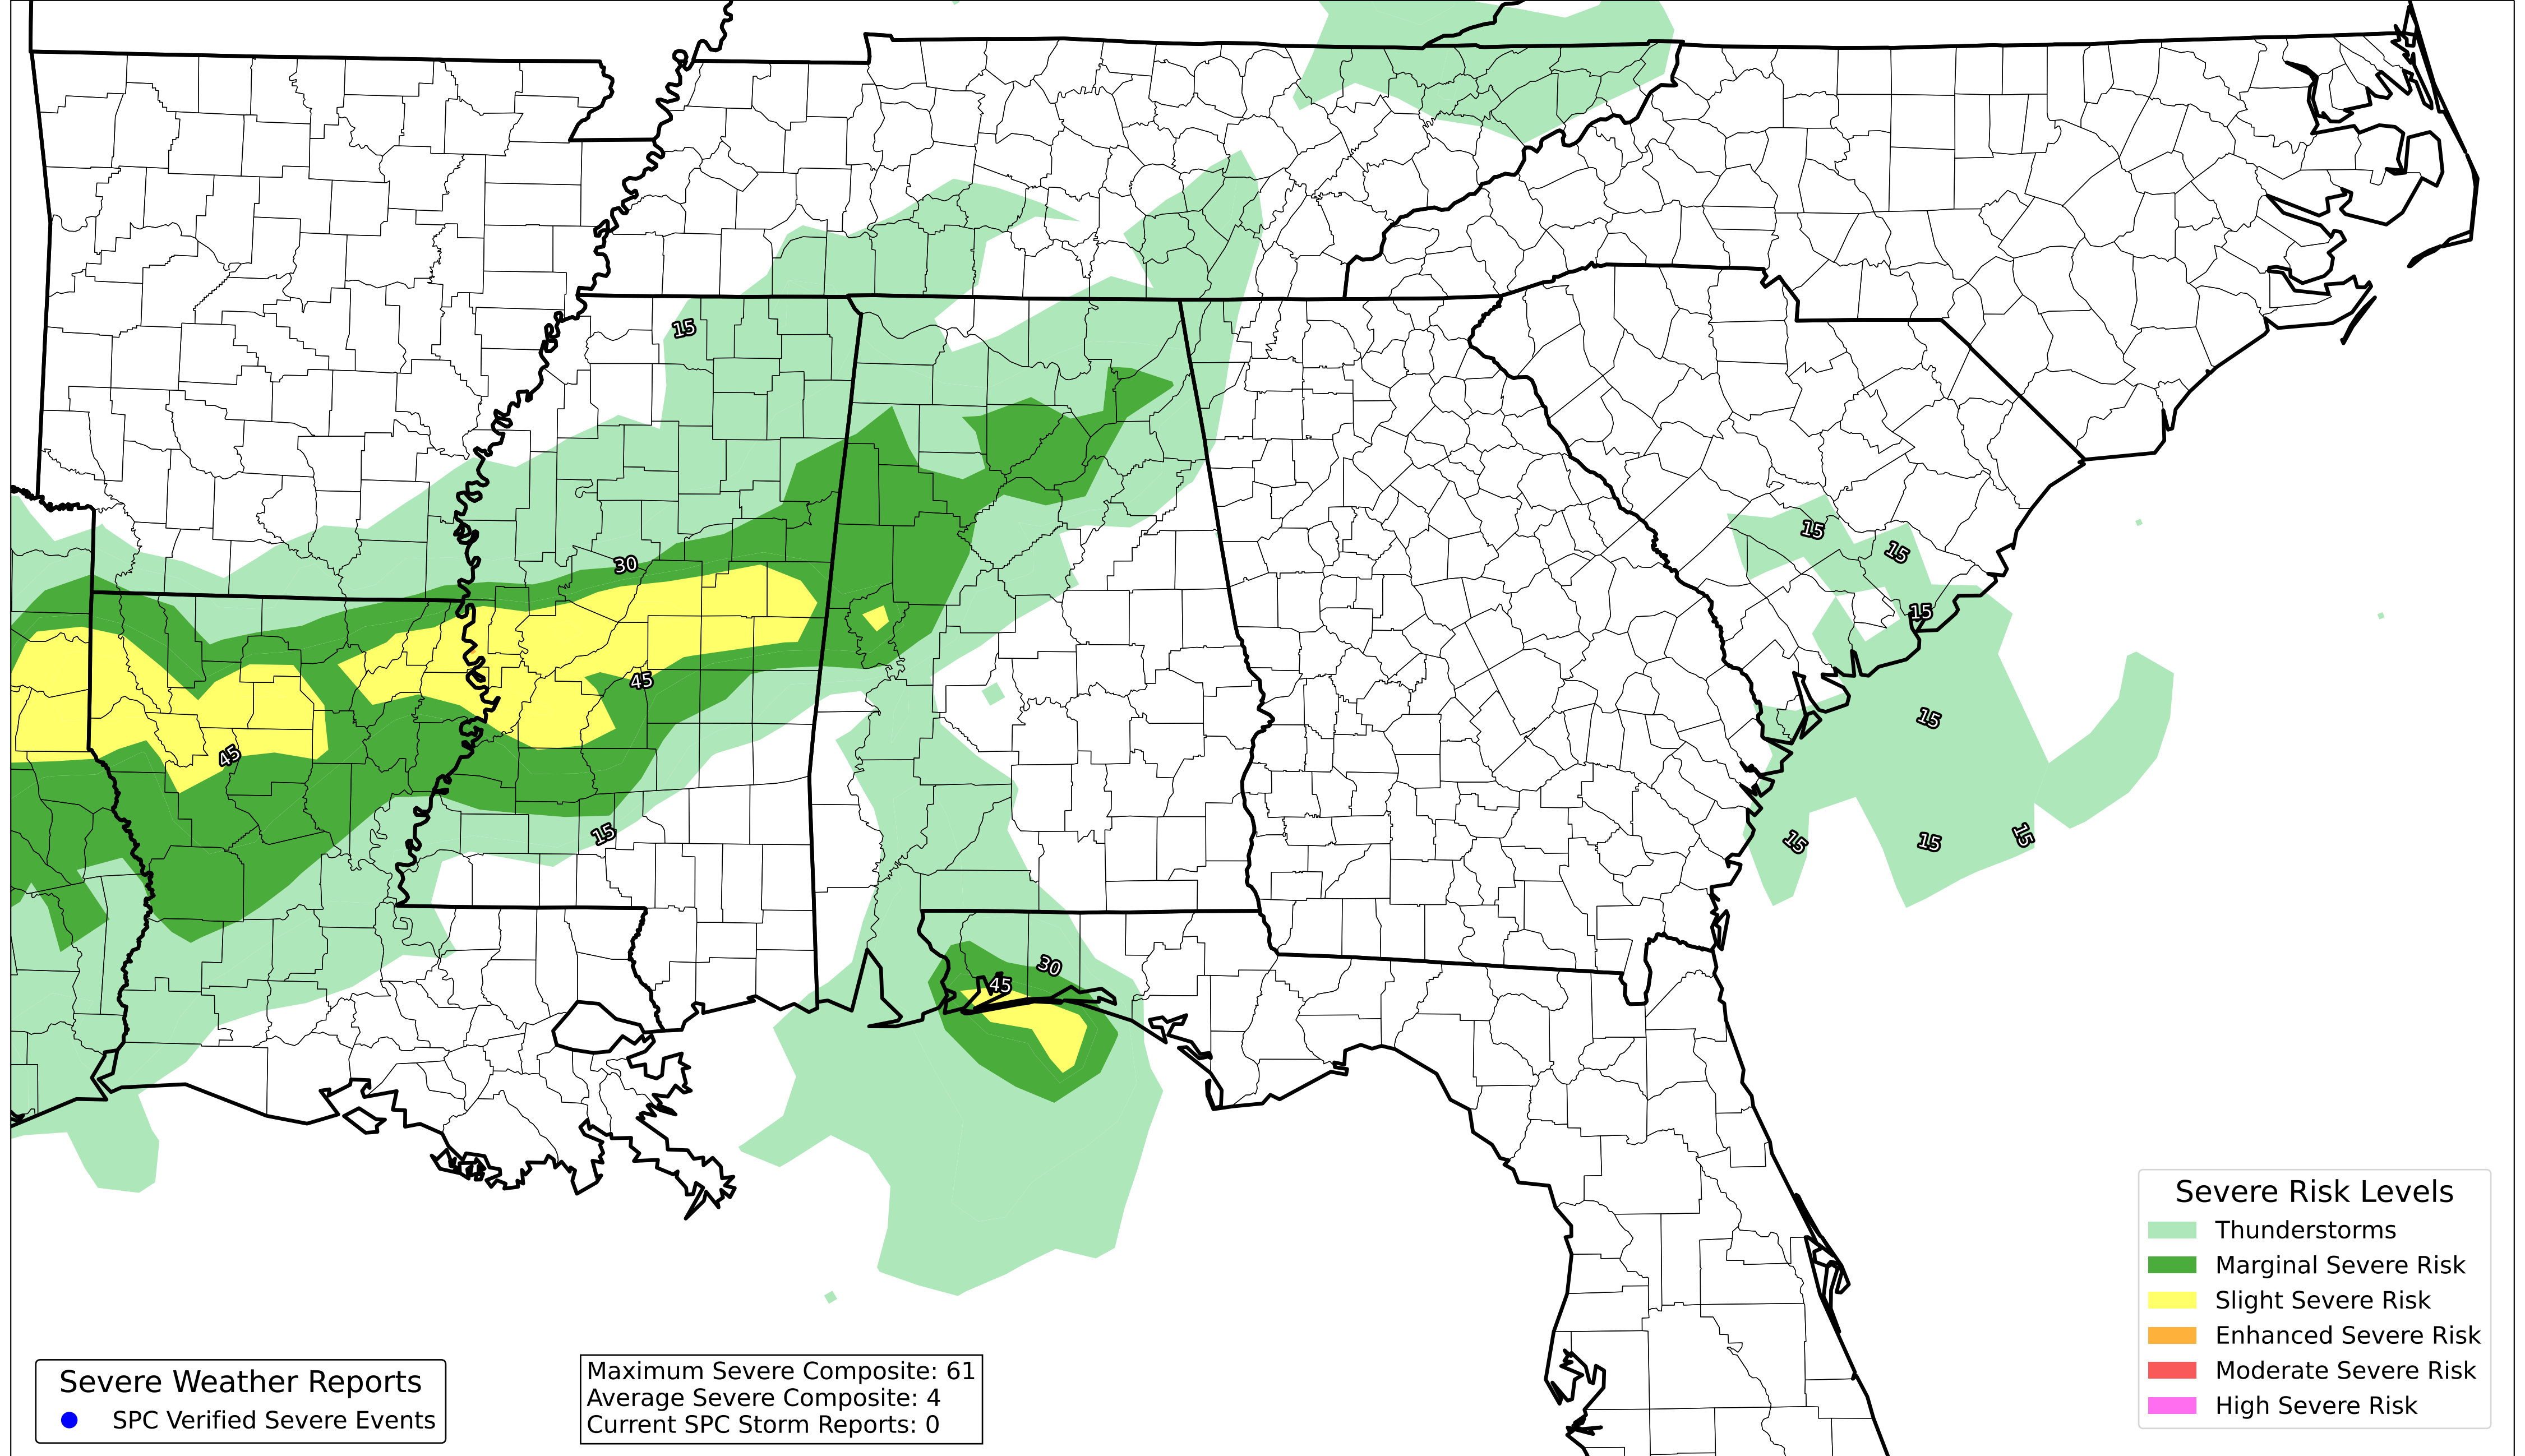 15
30
45
45
15
15
15
15
15
15
15
15
30
45
Severe Risk Levels
Thunderstorms
Marginal Severe Risk
Slight Severe Risk
Enhanced Severe Risk
Moderate Severe Risk
High Severe Risk
Severe Weather Reports
SPC Verified Severe Events
Maximum Severe Composite: 61
Average Severe Composite: 4
Current SPC Storm Reports: 0